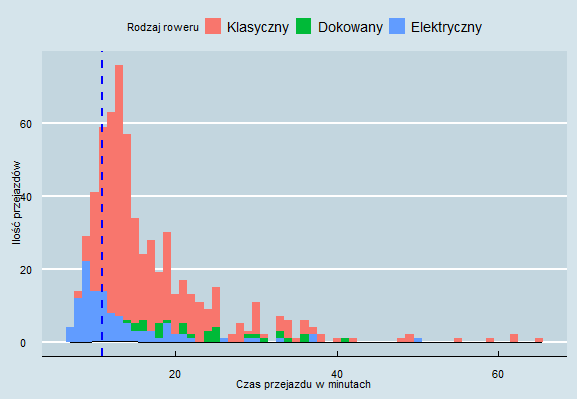 Rodzaj roweru Klasyczny Dokowany Elektryczny
60
40
20
0
Ilość przejazdów
20 40 60
Czas przejazdu w minutach